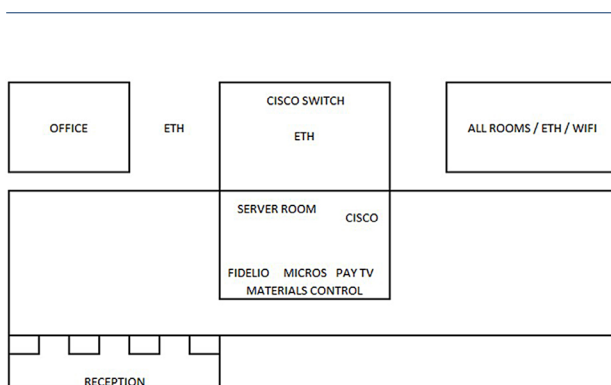 CISCO SWITCH
OFFICE
ETH
ETH
ALL ROOMS / ETH / WIFI
SERVER ROOM
CISCO
FIDELIO MICROS PAY TV
MATERIALS CONTROL
RECEPTION